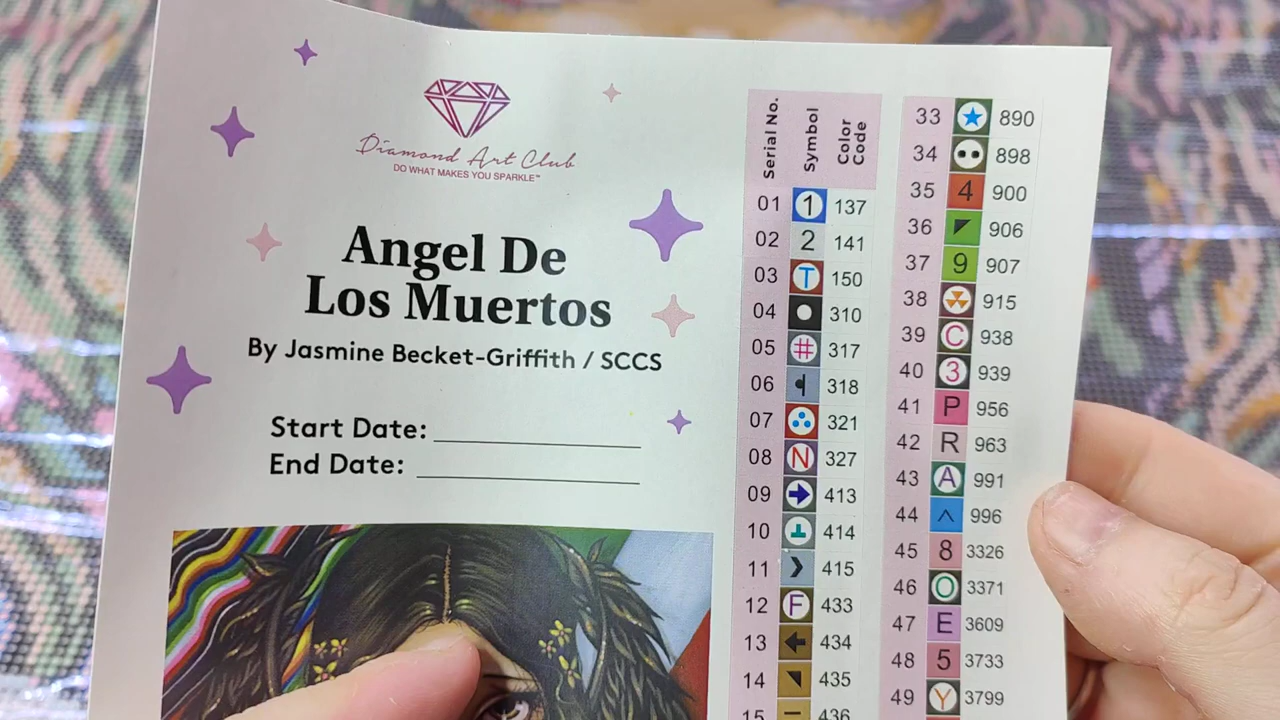 Diamond Art Club
DO WHAT MAKES YOU SPARKLE™
Angel De
Los Muertos
By Jasmine Becket-Griffith / SCCS
Start Date:
End Date:
Serial No. Symbol Color Code
01 1 137
02 2 141
03 T 150
04 310
05 # 317
06 318
07 321
08 N 327
09 413
10 414
11 415
12 F 433
13 434
14 435
15 436
33 890
34 898
35 4 900
36 906
37 9 907
38 915
39 C 938
40 3 939
41 P 956
42 R 963
43 A 991
44 ^ 996
45 8 3326
46 O 3371
47 E 3609
48 5 3733
49 Y 3799